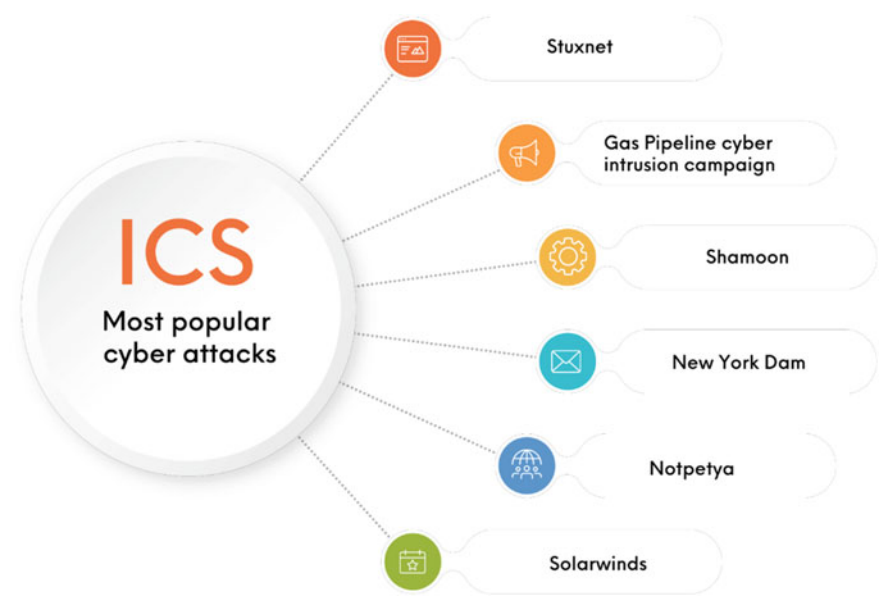 ICS
Most popular
cyber attacks
Stuxnet
Gas Pipeline cyber
intrusion campaign
Shamoon
New York Dam
Notpetya
Solarwinds